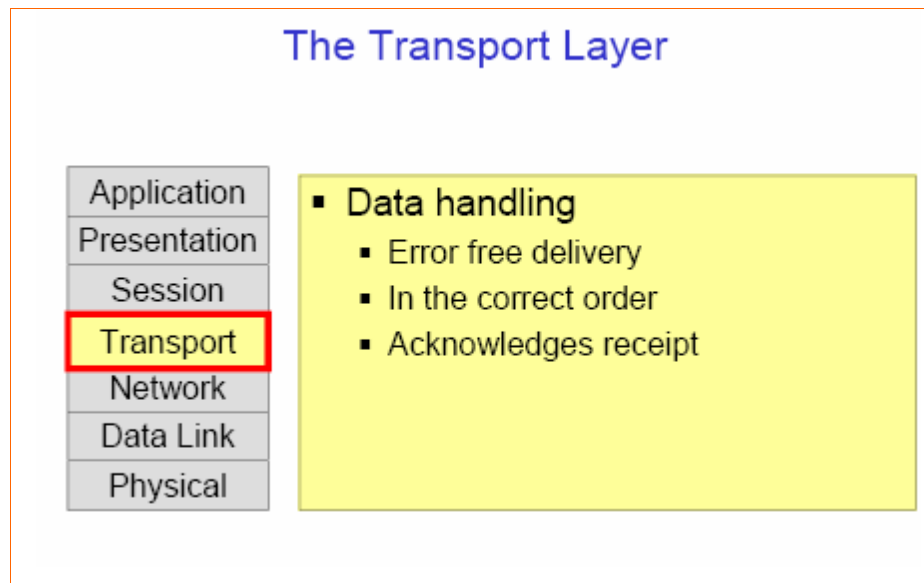 The Transport Layer
Application
Presentation
Session
Transport
Network
Data Link
Physical
▪ Data handling
▪ Error free delivery
▪ In the correct order
▪ Acknowledges receipt